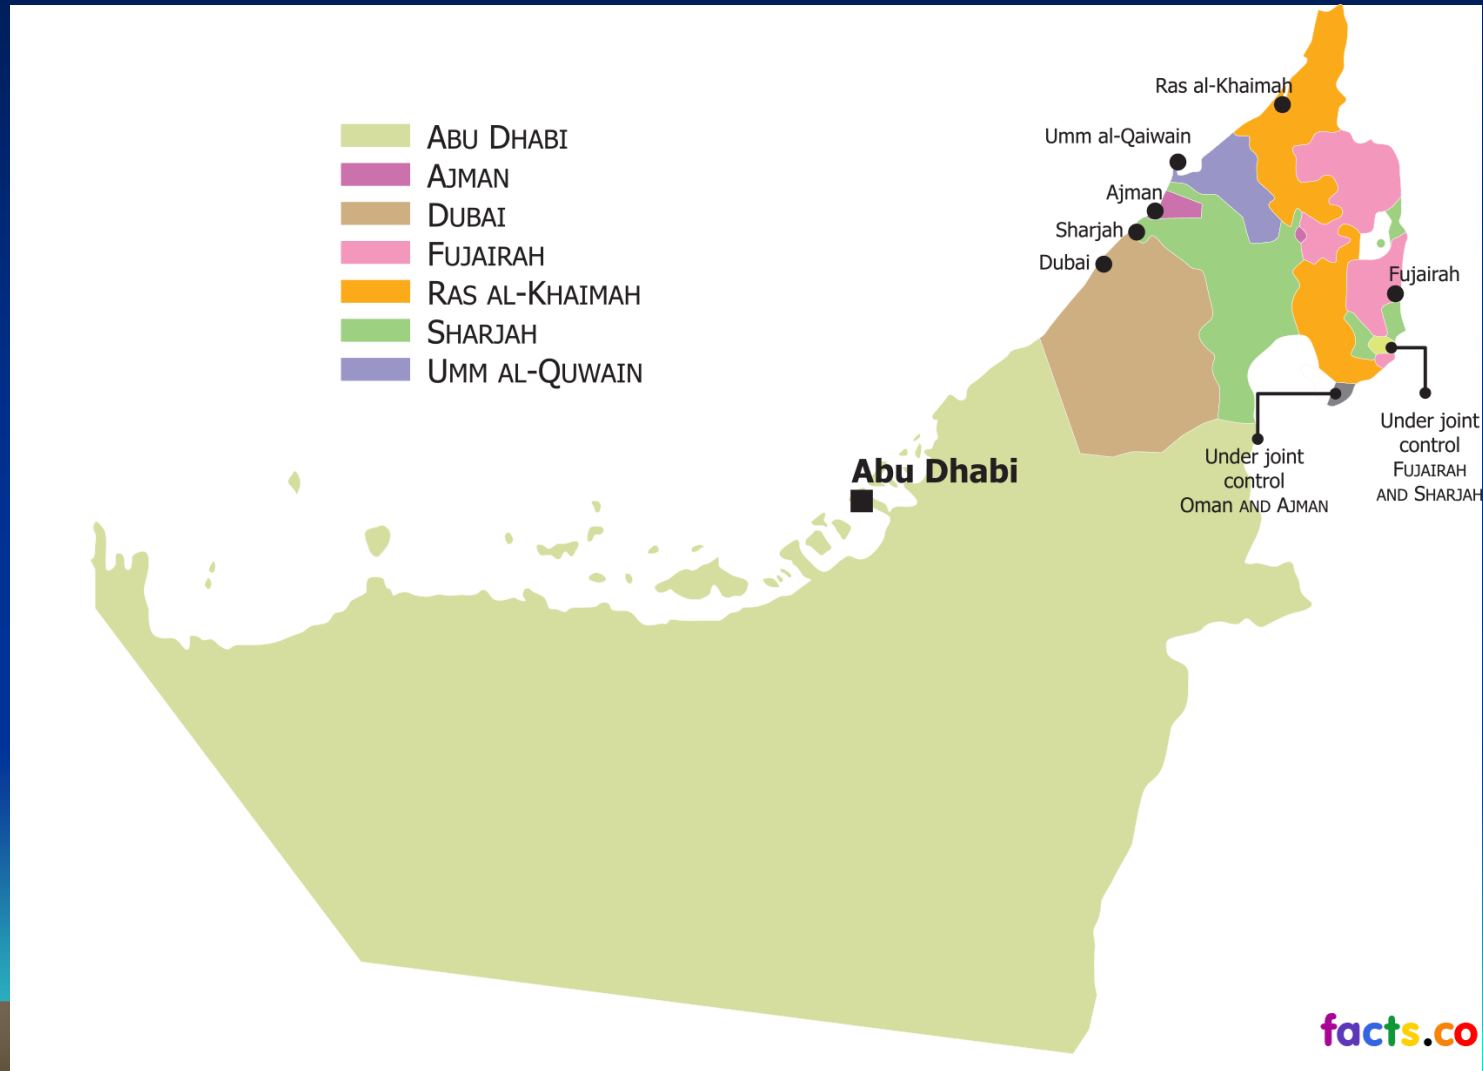 Ras al-Khaimah
Umm al-Qaiwain
Ajman
Sharjah
Dubai
Fujairah
ABU DHABI
AJMAN
DUBAI
FUJAIRAH
RAS AL-KHAIMAH
SHARJAH
UMM AL-QUWAIN
Abu Dhabi
Under joint
control
Oman AND AJMAN
Under joint
control
FUJAIRAH
AND SHARJAH
facts.co